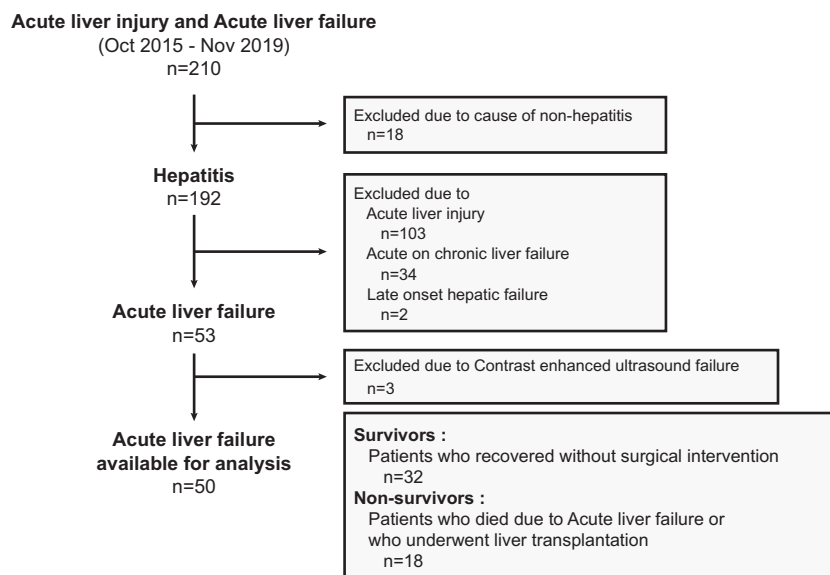 Acute liver injury and Acute liver failure
(Oct 2015 - Nov 2019)
n=210
Excluded due to cause of non-hepatitis
n=18
Hepatitis
n=192
Excluded due to
Acute liver injury
n=103
Acute on chronic liver failure
n=34
Late onset hepatic failure
n=2
Acute liver failure
n=53
Excluded due to Contrast enhanced ultrasound failure
n=3
Acute liver failure
available for analysis
n=50
Survivors :
Patients who recovered without surgical intervention
n=32
Non-survivors :
Patients who died due to Acute liver failure or
who underwent liver transplantation
n=18